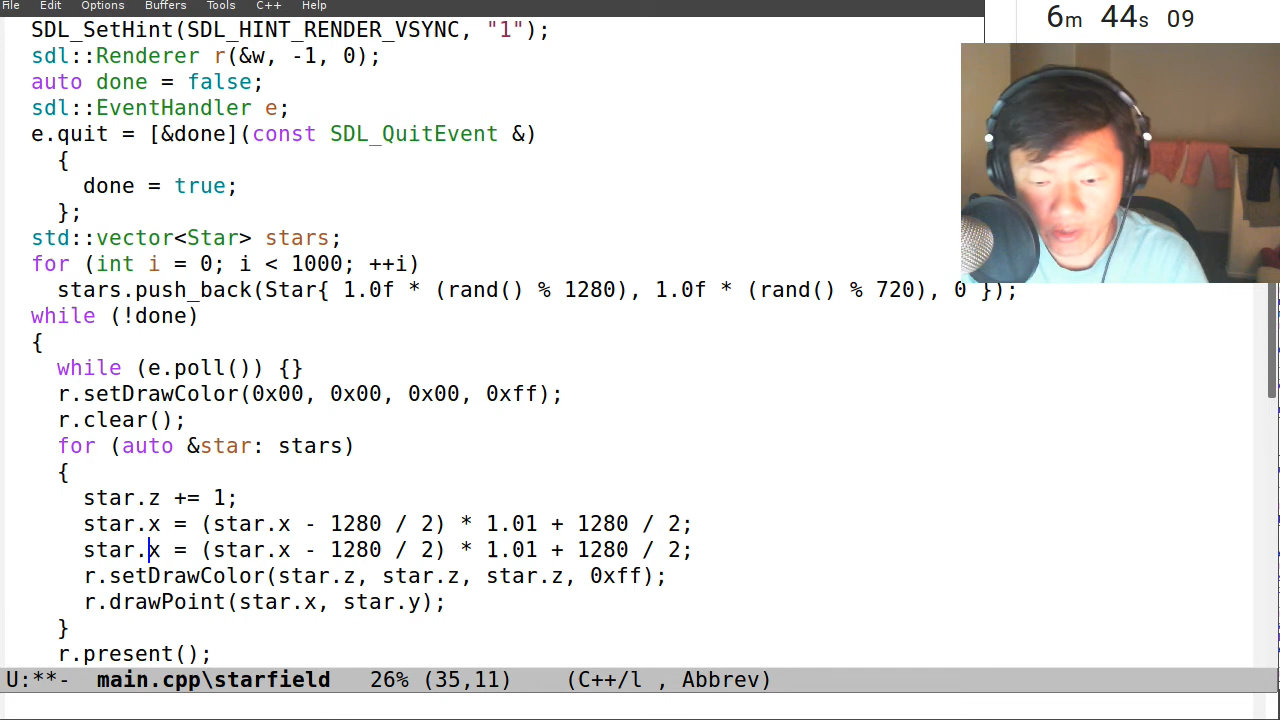 File Edit Options Buffers Tools C++ Help
6m 44s 09
SDL_SetHint(SDL_HINT_RENDER_VSYNC, "1");
sdl::Renderer r(&w, -1, 0);
auto done = false;
sdl::EventHandler e;
e.quit = [&done](const SDL_QuitEvent &)
{
done = true;
};
std::vector<Star> stars;
for (int i = 0; i < 1000; ++i)
stars.push_back(Star{ 1.0f * (rand() % 1280), 1.0f * (rand() % 720), 0 });
while (!done)
{
while (e.poll()) {}
r.setDrawColor(0x00, 0x00, 0x00, 0xff);
r.clear();
for (auto &star: stars)
{
star.z += 1;
star.x = (star.x - 1280 / 2) * 1.01 + 1280 / 2;
star.x = (star.x - 1280 / 2) * 1.01 + 1280 / 2;
r.setDrawColor(star.z, star.z, star.z, 0xff);
r.drawPoint(star.x, star.y);
}
r.present();
U:**- main.cpp\starfield 26% (35,11) (C++/l , Abbrev)